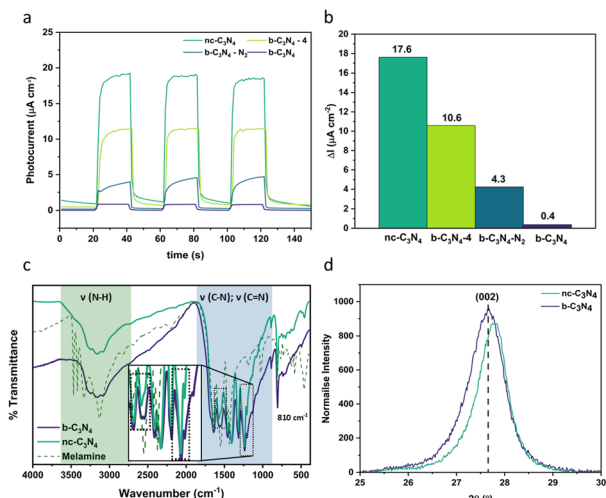 a
nc-C₃N₄
b-C₃N₄ - 4
b-C₃N₄ - N₂
b-C₃N₄
Photocurrent (μA cm⁻²)
25
20
15
10
5
0
0 20 40 60 80 100 120 140
time (s)
b
ΔI (μA cm⁻²)
20
18
16
14
12
10
8
6
4
2
0
17.6
10.6
4.3
0.4
nc-C₃N₄ b-C₃N₄-4 b-C₃N₄-N₂ b-C₃N₄
c
ν (N-H)
ν (C-N); ν (C=N)
% Transmittance
810 cm⁻¹
b-C₃N₄
nc-C₃N₄
Melamine
4000 3500 3000 2500 2000 1500 1000 500
Wavenumber (cm⁻¹)
d
(002)
nc-C₃N₄
b-C₃N₄
Normalise Intensity
1000
800
600
400
200
0
25 26 27 28 29 30